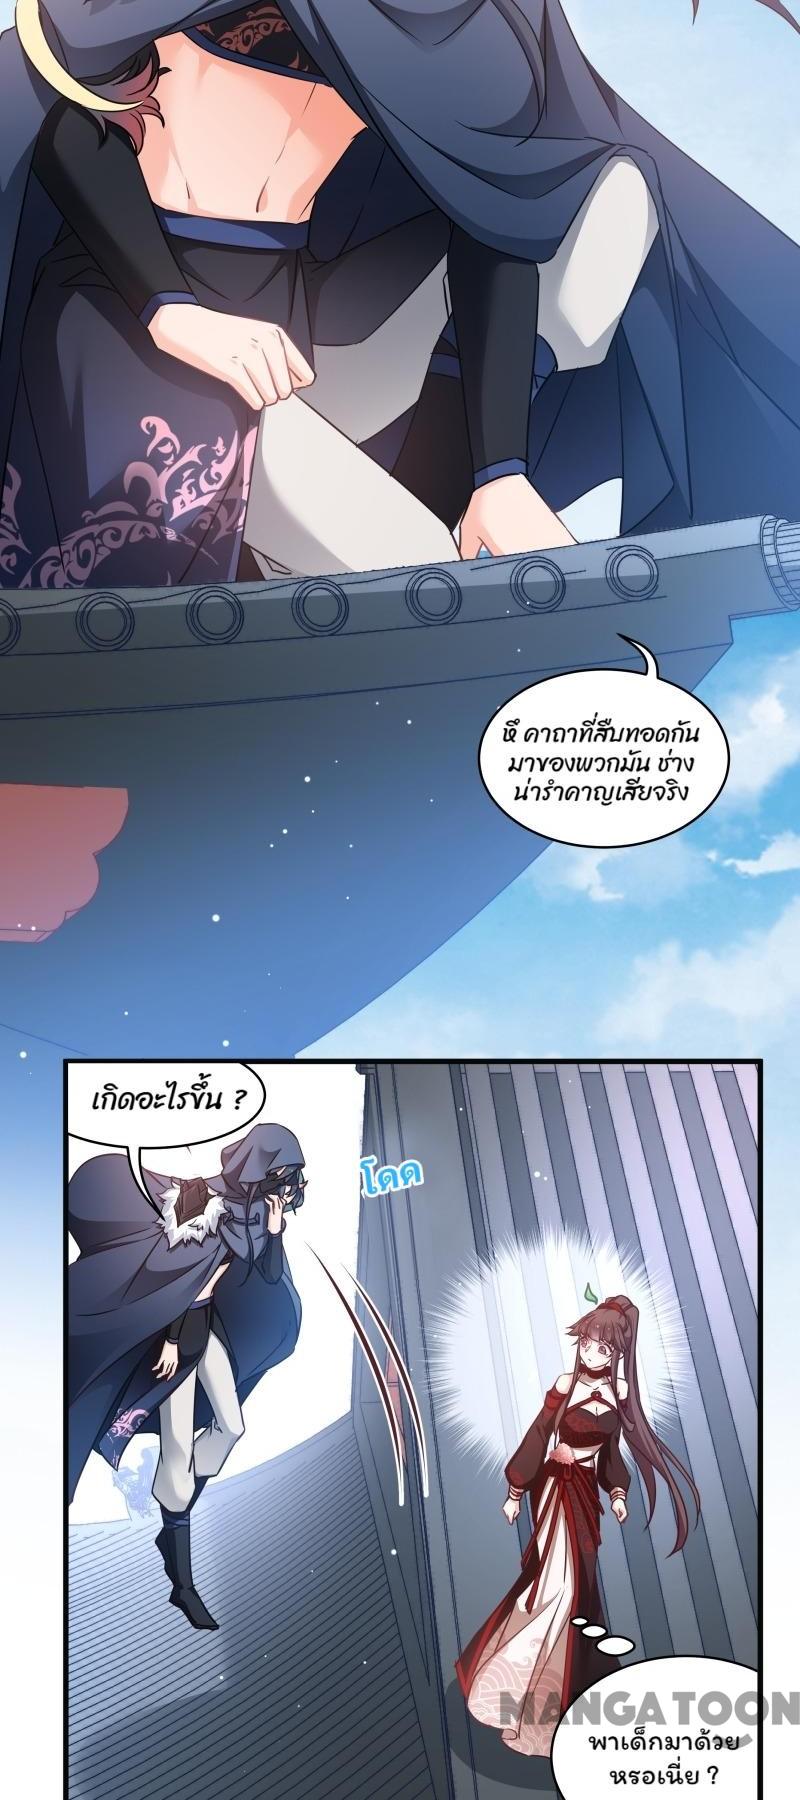 หึ คาถาที่สืบทอดกัน
มาของพวกมัน ช่าง
น่ารำคาญเสียจริง
เกิดอะไรขึ้น ?
โดด
MANGATOON
พาเด็กมาด้วย
หรอเนี่ย ?